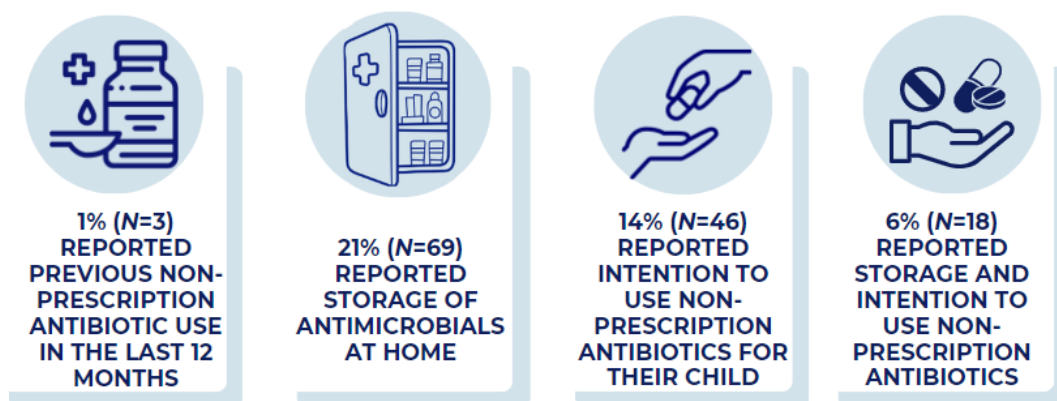 1% (N=3)
REPORTED
PREVIOUS NON-
PRESCRIPTION
ANTIBIOTIC USE
IN THE LAST 12
MONTHS
21% (N=69)
REPORTED
STORAGE OF
ANTIMICROBIALS
AT HOME
14% (N=46)
REPORTED
INTENTION TO
USE NON-
PRESCRIPTION
ANTIBIOTICS FOR
THEIR CHILD
6% (N=18)
REPORTED
STORAGE AND
INTENTION TO
USE NON-
PRESCRIPTION
ANTIBIOTICS